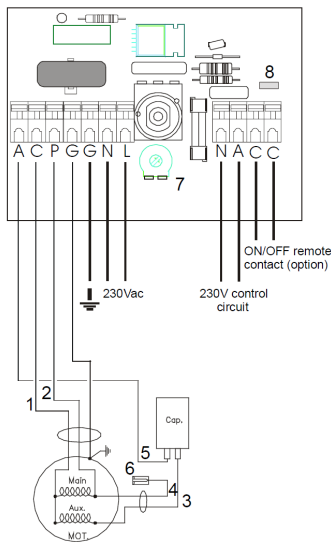 8
A C P G G N L
N A C C
7
ON/OFF remote
contact (option)
230Vac
230V control
circuit
2
1
Cap.
5
6
Main
4
3
Aux.
MOT.